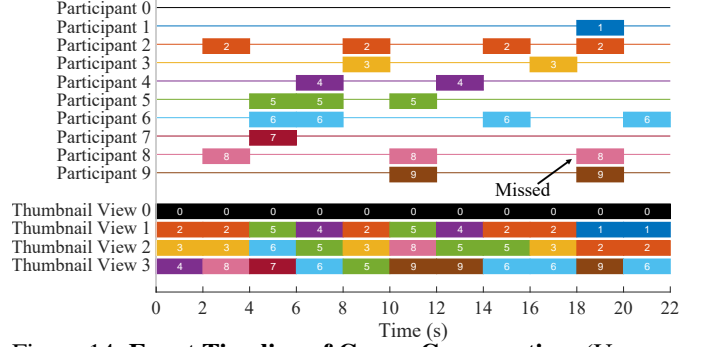 Participant 0
Participant 1 1
Participant 2 2 2 2 2
Participant 3 3 3
Participant 4 4 4
Participant 5 5 5 5
Participant 6 6 6 6 6
Participant 7 7
Participant 8 8 8 8
Participant 9 9 9
Missed
Thumbnail View 0 0 0 0 0 0 0 0 0 0 0 0
Thumbnail View 1 2 2 5 4 2 5 4 2 2 1 1
Thumbnail View 2 3 3 6 5 3 8 5 5 3 2 2
Thumbnail View 3 4 8 7 6 5 9 9 6 6 9 6
0 2 4 6 8 10 12 14 16 18 20 22
Time (s)